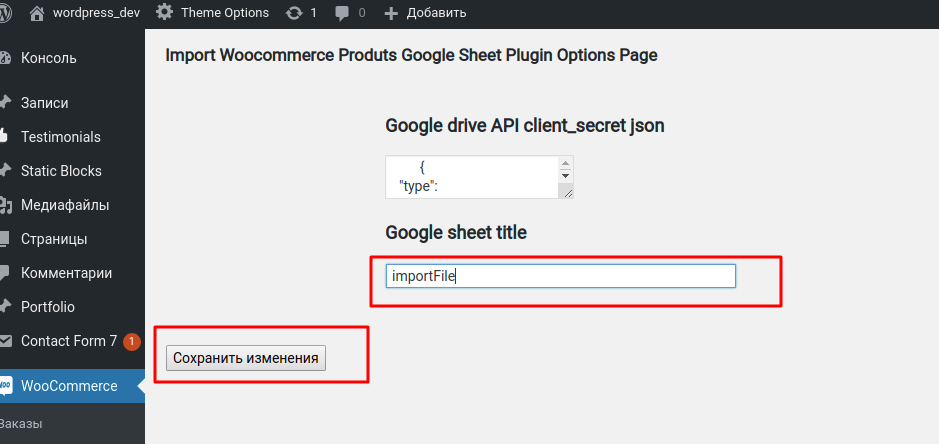 wordpress_dev Theme Options 1 0 Добавить
Import Woocommerce Produts Google Sheet Plugin Options Page
Консоль
Записи
Testimonials
Static Blocks
Медиафайлы
Страницы
Комментарии
Portfolio
Contact Form 7 1
WooCommerce
Заказы
Google drive API client_secret json
{
"type":
Google sheet title
importFile
Сохранить изменения